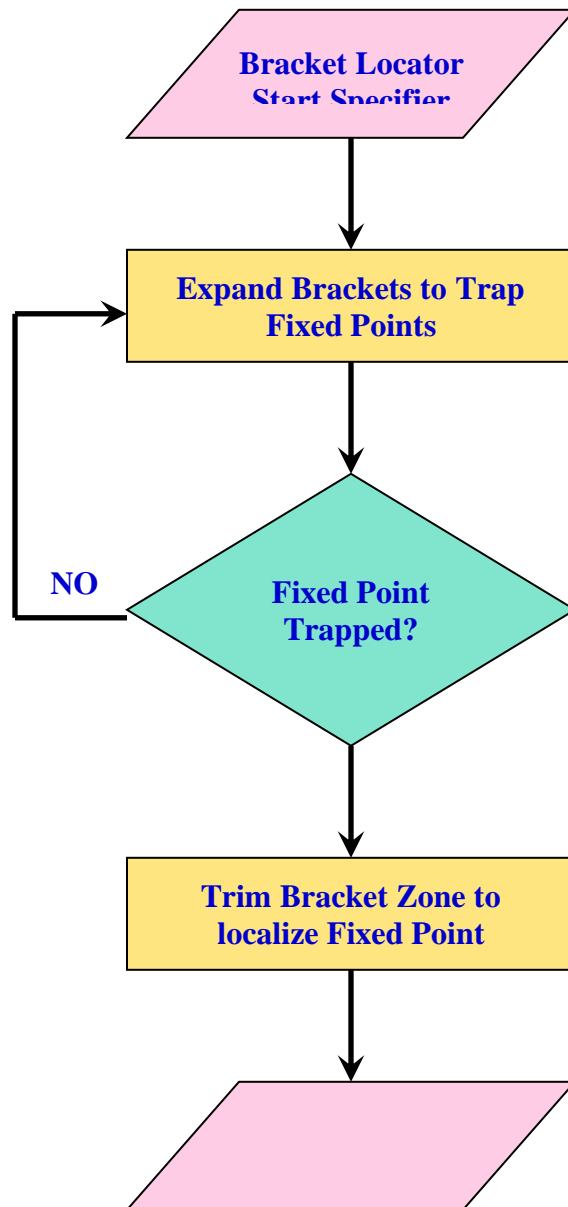 Bracket Locator
Start Specifier
Expand Brackets to Trap
Fixed Points
NO
Fixed Point
Trapped?
Trim Bracket Zone to
localize Fixed Point